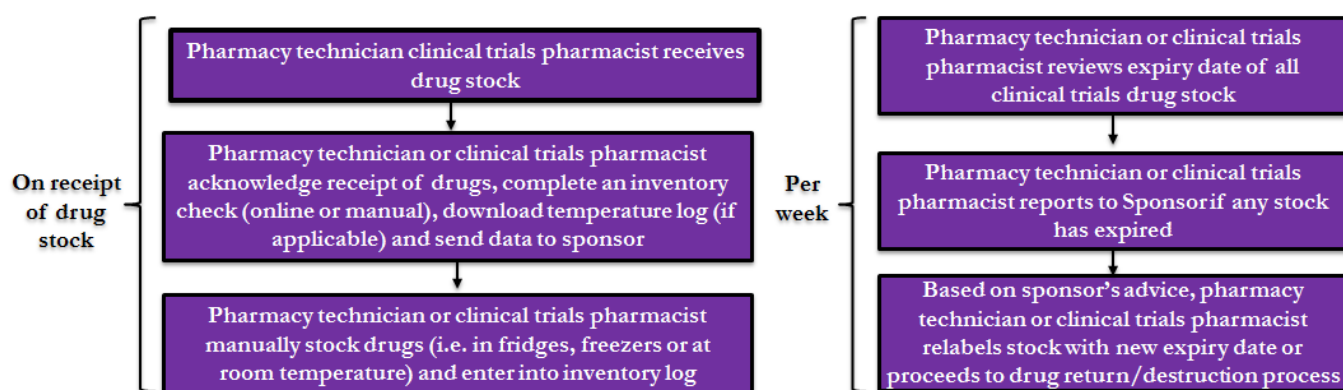 On receipt
of drug
stock
Pharmacy technician clinical trials pharmacist receives
drug stock
Pharmacy technician or clinical trials pharmacist
acknowledge receipt of drugs, complete an inventory
check (online or manual), download temperature log (if
applicable) and send data to sponsor
Pharmacy technician or clinical trials pharmacist
manually stock drugs (i.e. in fridges, freezers or at
room temperature) and enter into inventory log
Per
week
Pharmacy technician or clinical trials
pharmacist reviews expiry date of all
clinical trials drug stock
Pharmacy technician or clinical trials
pharmacist reports to Sponsor if any stock
has expired
Based on sponsor's advice, pharmacy
technician or clinical trials pharmacist
relabels stock with new expiry date or
proceeds to drug return/destruction process